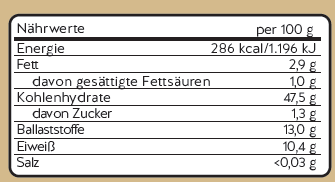 Nährwerte per 100 g
Energie 286 kcal/1.196 kJ
Fett 2,9 g
davon gesättigte Fettsäuren 1,0 g
Kohlenhydrate 47,5 g
davon Zucker 1,3 g
Ballaststoffe 13,0 g
Eiweiß 10,4 g
Salz <0,03 g